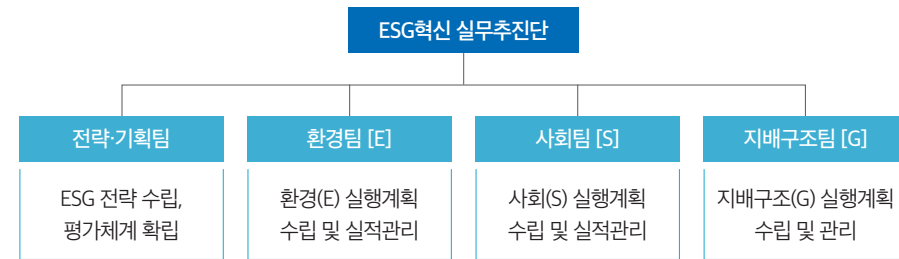 ESG혁신 실무추진단
전략·기획팀
ESG 전략 수립,
평가체계 확립
환경팀 [E]
환경(E) 실행계획
수립 및 실적관리
사회팀 [S]
사회(S) 실행계획
수립 및 실적관리
지배구조팀 [G]
지배구조(G) 실행계획
수립 및 관리